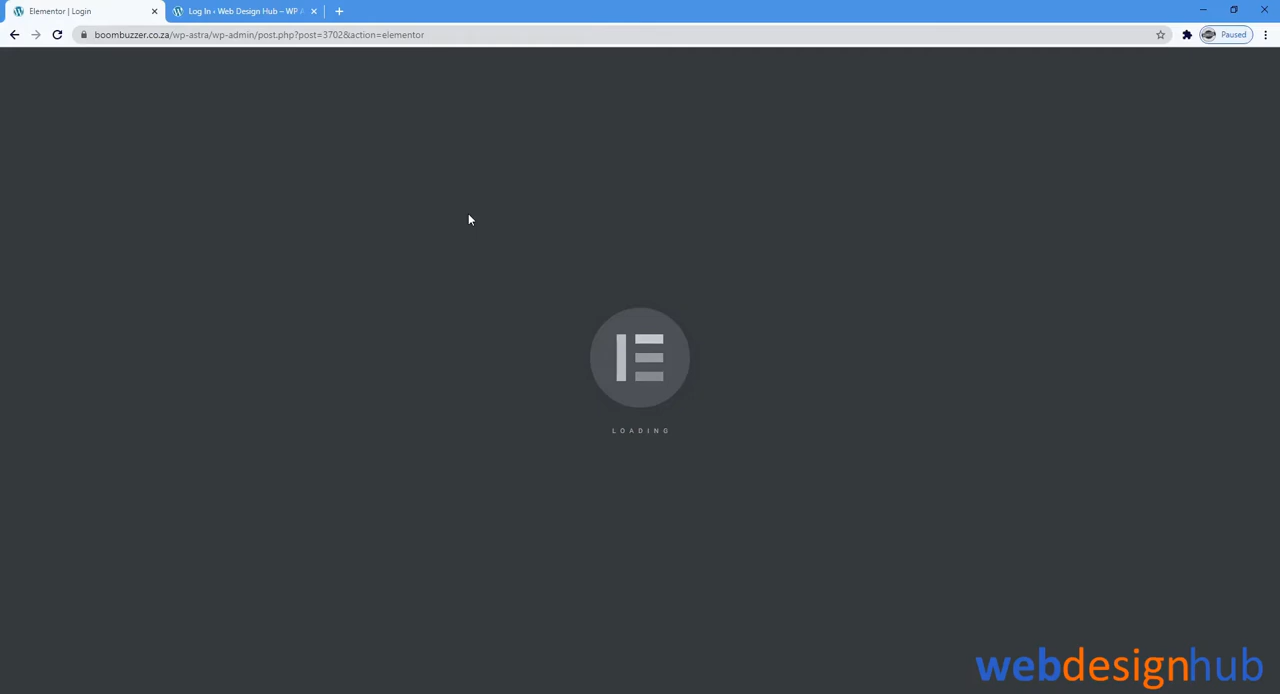 Elementor | Login
Log In ‹ Web Design Hub – WP A
boombuzzer.co.za/wp-astra/wp-admin/post.php?post=3702&action=elementor
Paused
LOADING
webdesignhub